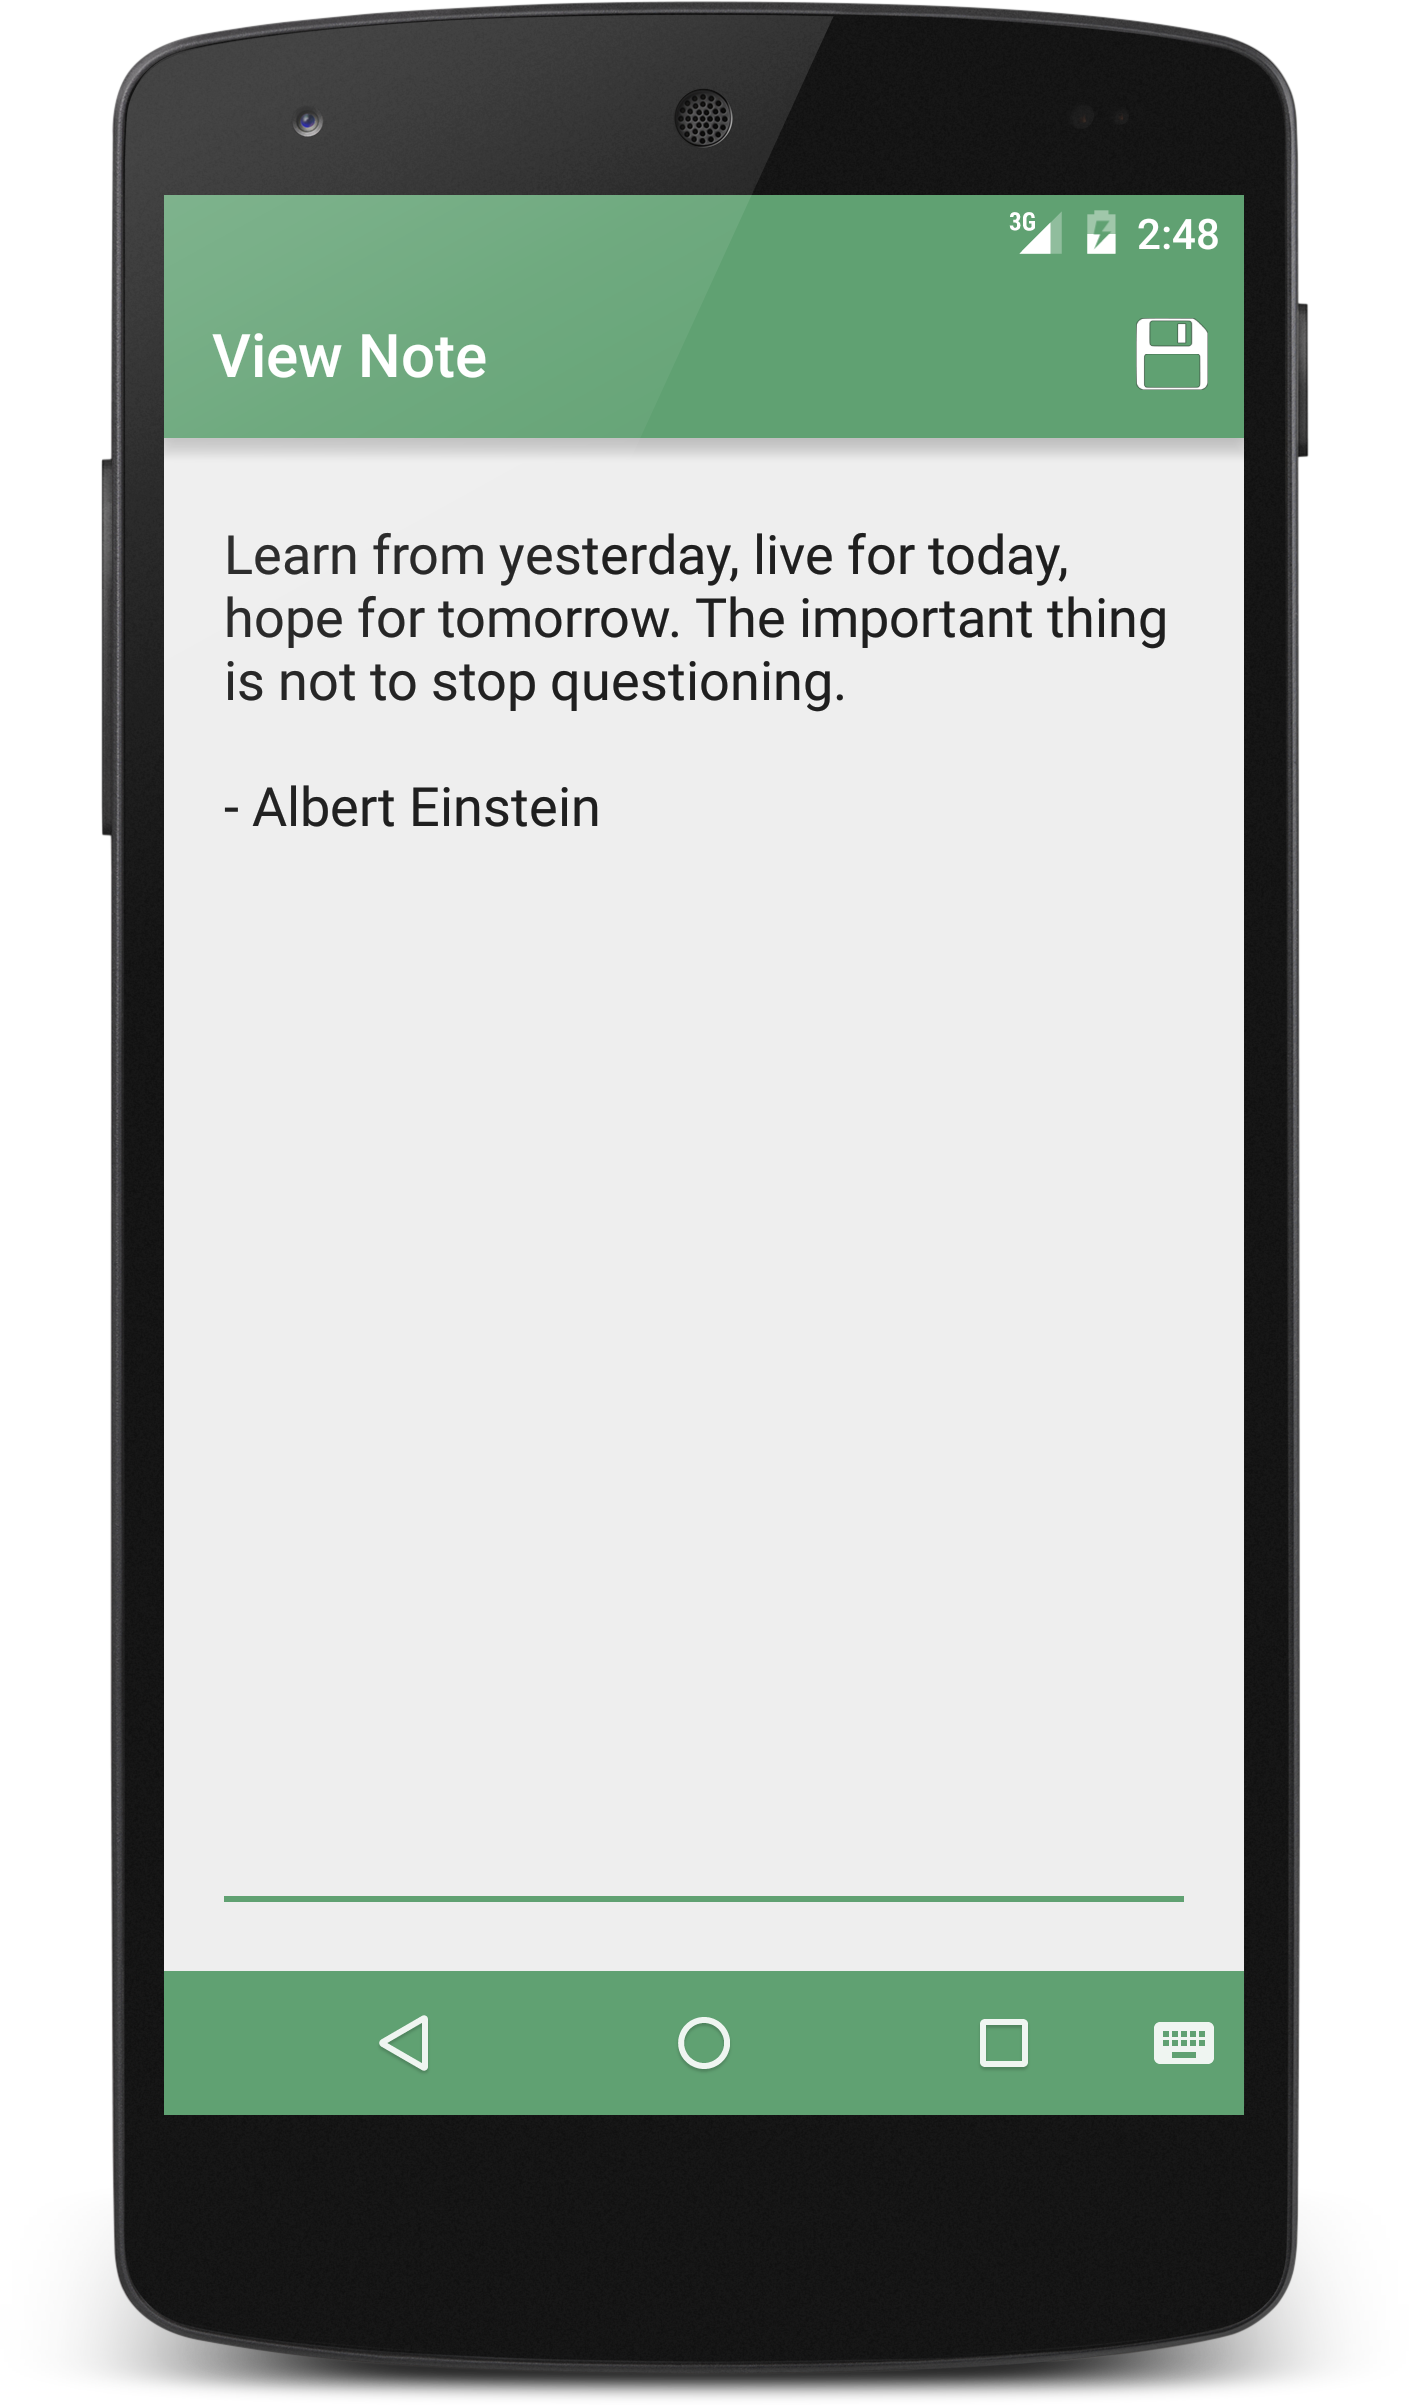 3G 2:48
View Note
Learn from yesterday, live for today,
hope for tomorrow. The important thing
is not to stop questioning.
- Albert Einstein